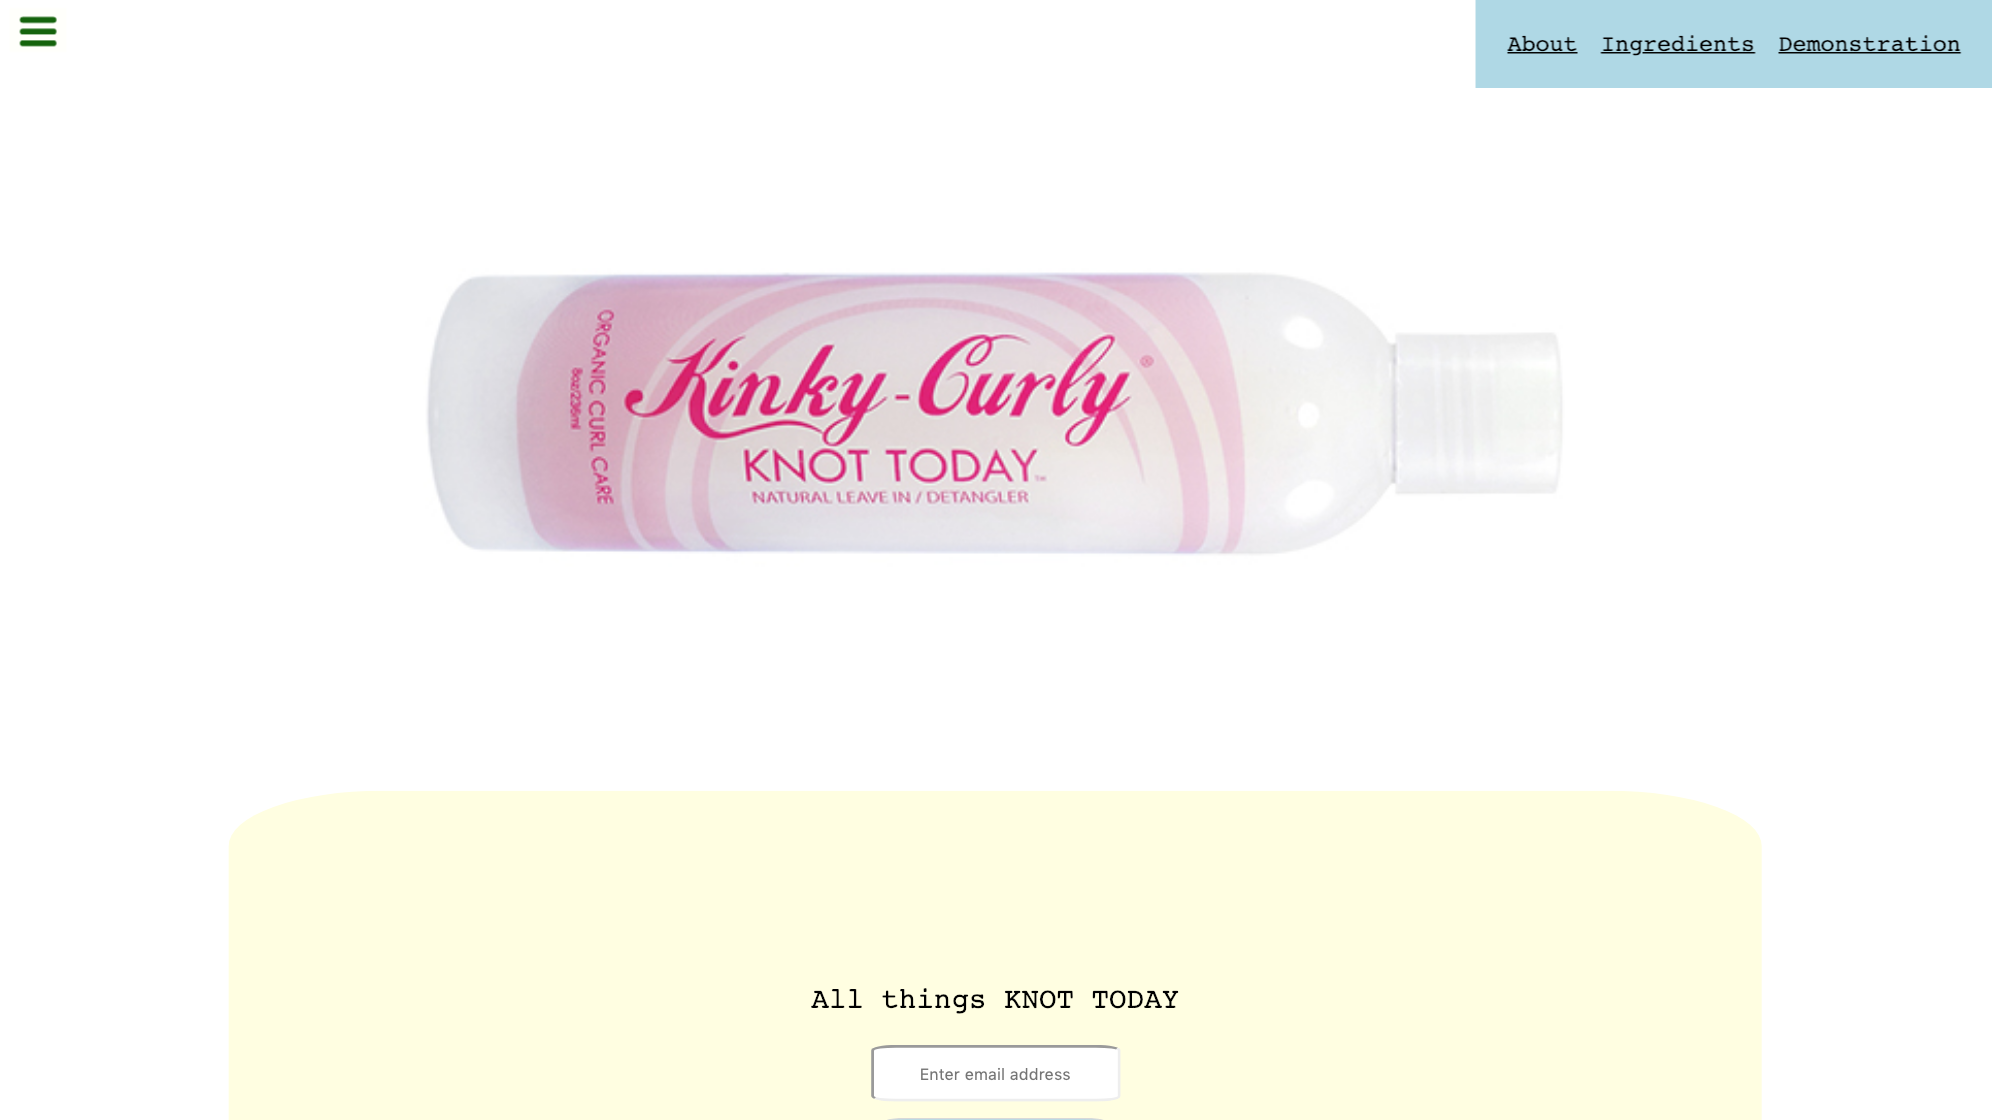 About Ingredients Demonstration
Kinky-Curly®
KNOT TODAY™
NATURAL LEAVE IN / DETANGLER
ORGANIC CURL CARE
8oz/236ml
All things KNOT TODAY
Enter email address